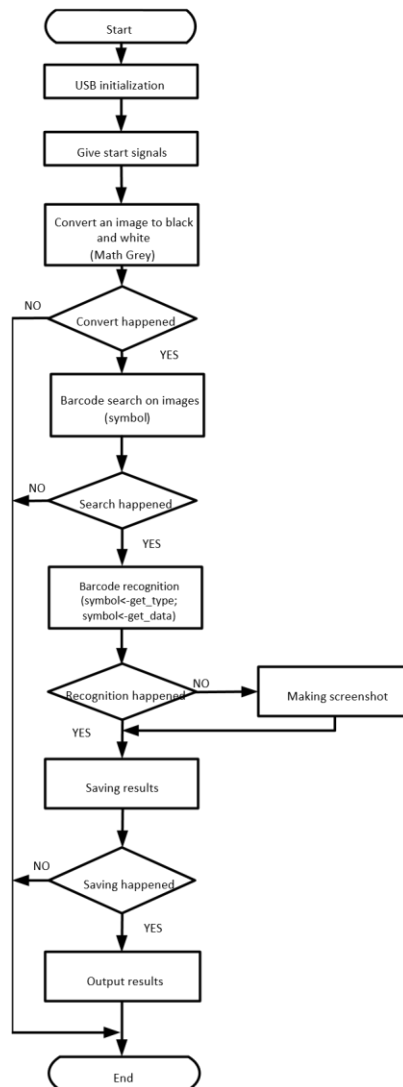 Start
USB initialization
Give start signals
Convert an image to black
and white
(Math Grey)
NO
Convert happened
YES
Barcode search on images
(symbol)
NO
Search happened
YES
Barcode recognition
(symbol<-get_type;
symbol<-get_data)
Recognition happened
NO
Making screenshot
YES
Saving results
NO
Saving happened
YES
Output results
End